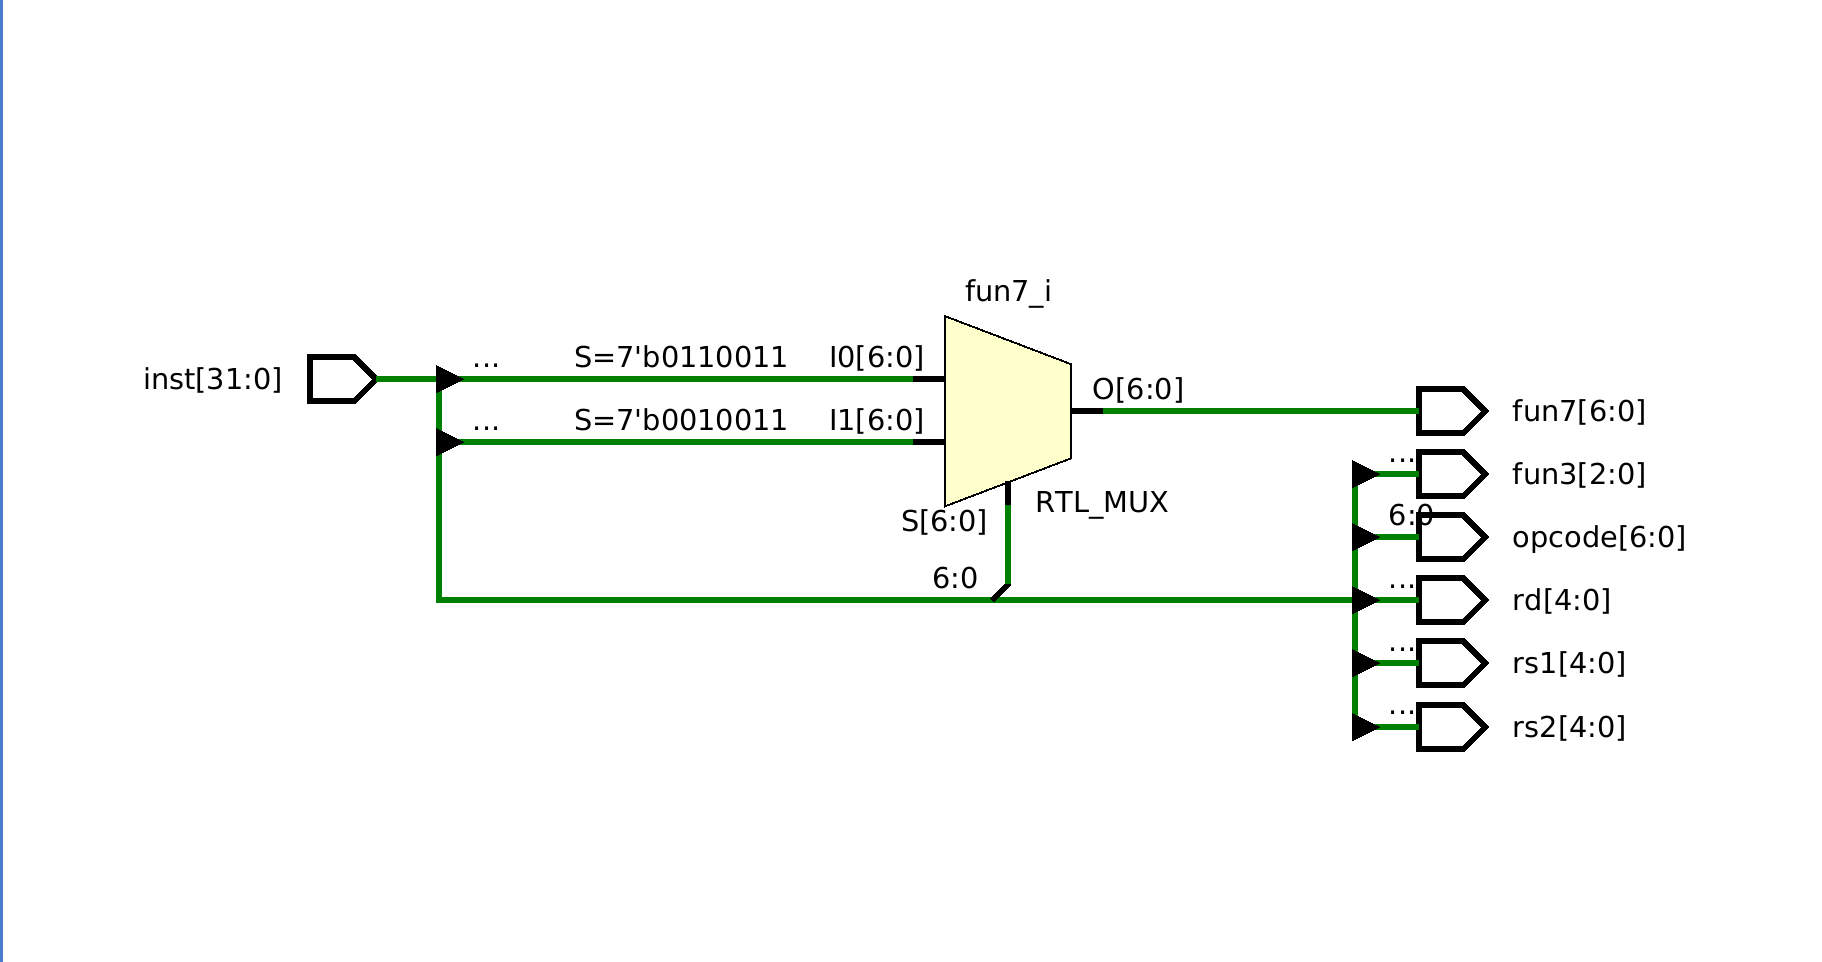 fun7_i
... S=7'b0110011 I0[6:0]
inst[31:0]
O[6:0]
... S=7'b0010011 I1[6:0]
fun7[6:0]
...
fun3[2:0]
RTL_MUX
S[6:0]
6:0
opcode[6:0]
6:0
...
rd[4:0]
...
rs1[4:0]
...
rs2[4:0]